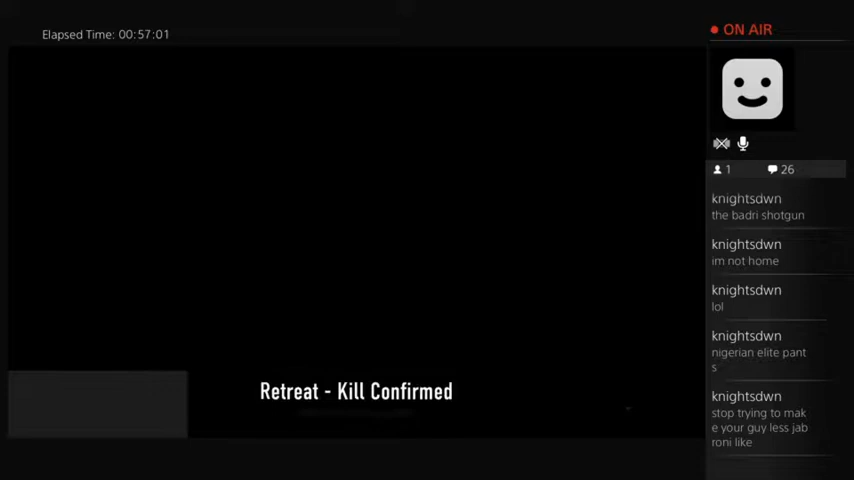 Elapsed Time: 00:57:01
ON AIR
1
26
knightsdwn
the badri shotgun
knightsdwn
im not home
knightsdwn
lol
knightsdwn
nigerian elite pant
s
knightsdwn
stop trying to mak
e your guy less jab
roni like
Retreat - Kill Confirmed